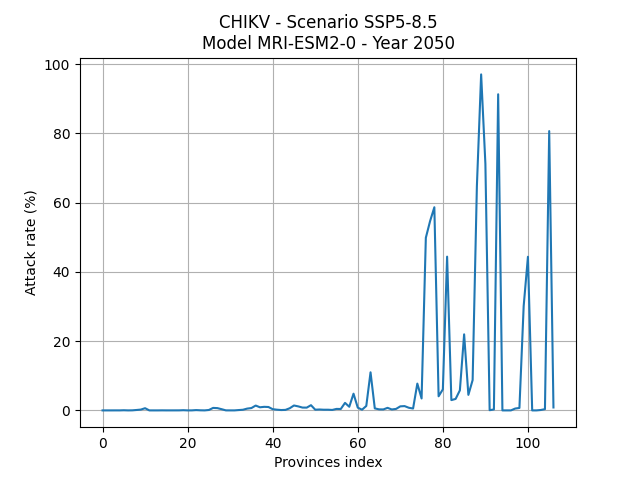 CHIKV - Scenario SSP5-8.5
Model MRI-ESM2-0 - Year 2050
100
80
60
40
20
0
Attack rate (%)
0 20 40 60 80 100
Provinces index